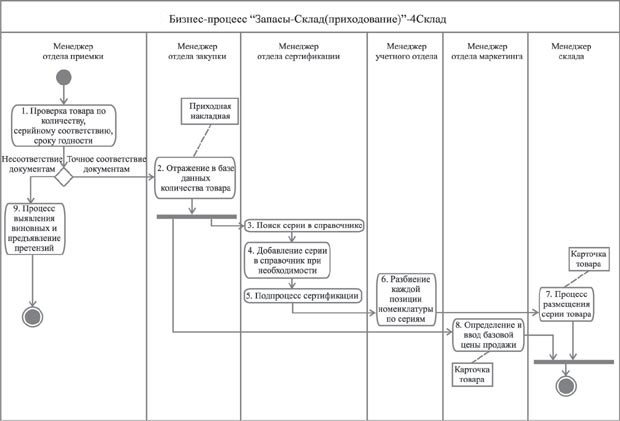 Бизнес-процесс “Запасы-Склад(приходование)”-4Склад
Менеджер
отдела приемки
Менеджер
отдела закупки
Менеджер
отдела сертификации
Менеджер
учетного отдела
Менеджер
отдела маркетинга
Менеджер
склада
1. Проверка товара по
количеству,
серийному соответствию,
сроку годности
Приходная
накладная
Несоответствие
документам
Точное соответствие
документам
2. Отражение в базе
данных
количества товара
9. Процесс
выявления
виновных и
предъявление
претензий
3. Поиск серии в справочнике
4. Добавление серии
в справочник при
необходимости
5. Подпроцесс сертификации
6. Разбиение
каждой
позиции
номенклатуры
по сериям
Карточка
товара
7. Процесс
размещения
серии товара
8. Определение и
ввод базовой
цены продажи
Карточка
товара